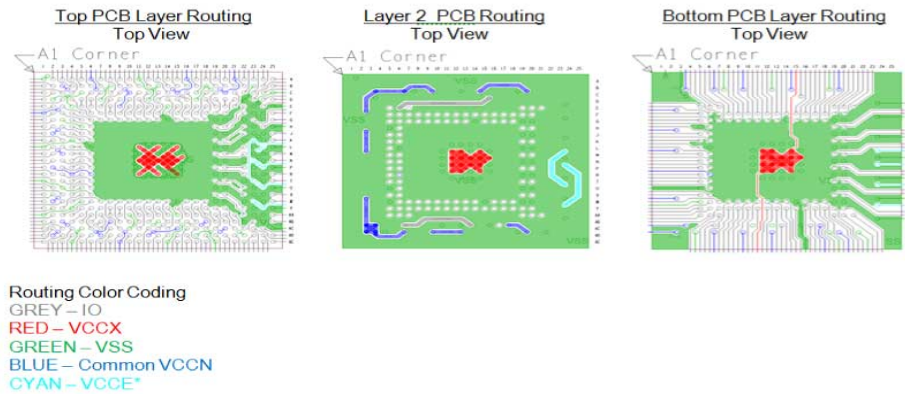 Top PCB Layer Routing
Top View
Layer 2 PCB Routing
Top View
Bottom PCB Layer Routing
Top View
A1 Corner
A1 Corner
A1 Corner
VSS
VSS
VSS
VSS
SS
Routing Color Coding
GREY – IO
RED – VCCX
GREEN – VSS
BLUE – Common VCCN
CYAN – VCCE*